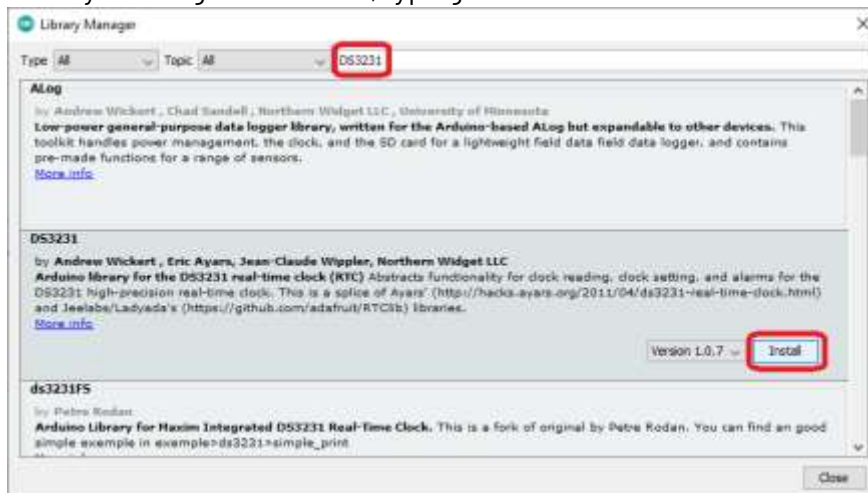 Library Manager
Type All Topic All DS3231
ALog
by Andrew Wickert , Chad Sandell , Northern Widget LLC , University of Minnesota
Low-power general-purpose data logger library, written for the Arduino-based ALog but expandable to other devices. This
toolkit handles power management, the clock, and the SD card for a lightweight field data field data logger, and contains
pre-made functions for a range of sensors.
More info
DS3231
by Andrew Wickert , Eric Ayars, Jean-Claude Wippler, Northern Widget LLC
Arduino library for the DS3231 real-time clock (RTC) Abstracts functionality for clock reading, clock setting, and alarms for the
DS3231 high-precision real-time clock. This is a splice of Ayars' (http://hacks.ayars.org/2011/04/ds3231-real-time-clock.html)
and Jeelabs/Ladyada's (https://github.com/adafruit/RTClib) libraries.
More info
Version 1.0.7 Install
ds3231FS
by Petre Rodan
Arduino Library for Maxim Integrated DS3231 Real-Time Clock. This is a fork of original by Petre Rodan. You can find an good
simple exemple in exemple>ds3231>simple_print
Close